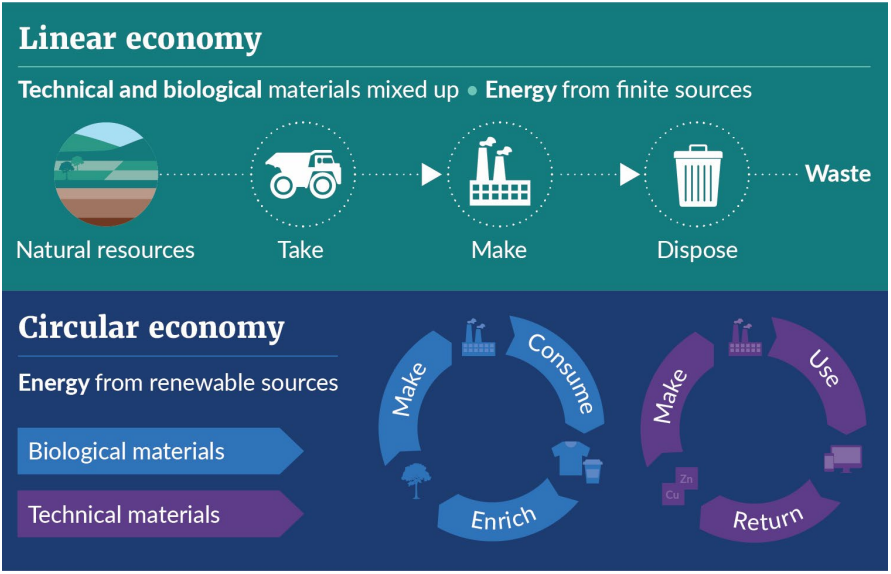 Linear economy
Technical and biological materials mixed up • Energy from finite sources
Waste
Natural resources
Take
Make
Dispose
Circular economy
Energy from renewable sources
Biological materials
Technical materials
Make
Consume
Enrich
Make
Use
Return
Zn
Cu